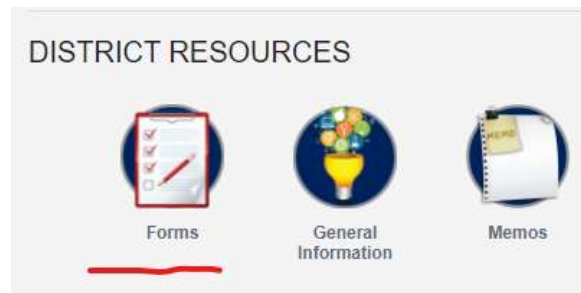 DISTRICT RESOURCES
MEMO
Forms
General
Information
Memos